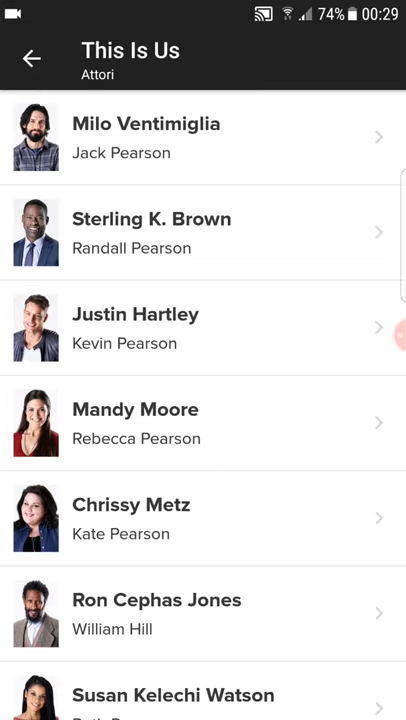 74% 00:29
This Is Us
Attori
Milo Ventimiglia
Jack Pearson
Sterling K. Brown
Randall Pearson
Justin Hartley
Kevin Pearson
Mandy Moore
Rebecca Pearson
Chrissy Metz
Kate Pearson
Ron Cephas Jones
William Hill
Susan Kelechi Watson